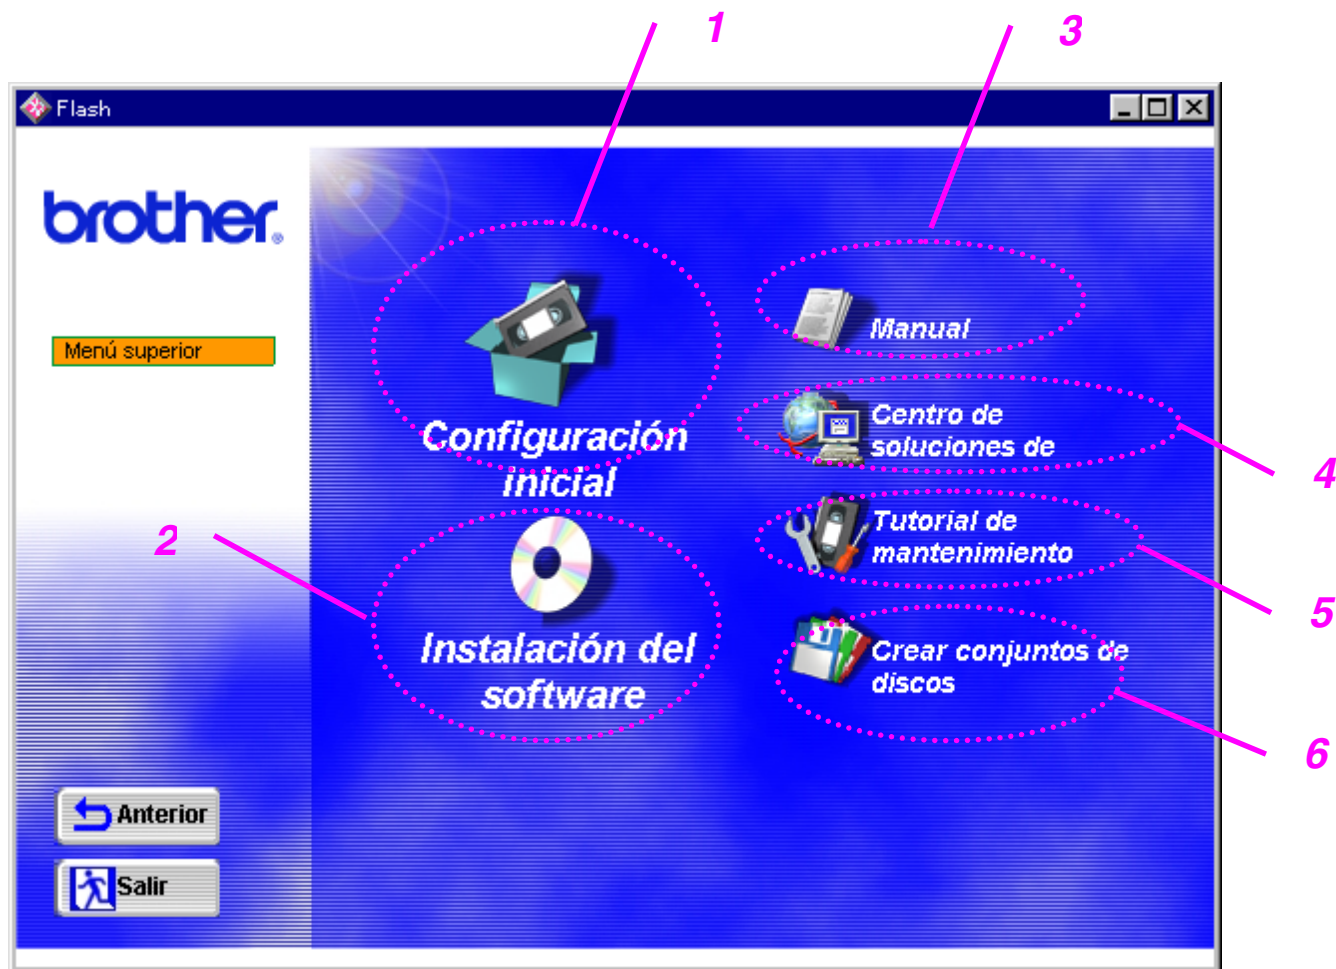 1
3
Flash
brother.
Menú superior
Manual
Configuración
inicial
Centro de
soluciones de
4
2
Tutorial de
mantenimiento
5
Instalación del
software
Crear conjuntos de
discos
6
Anterior
Salir